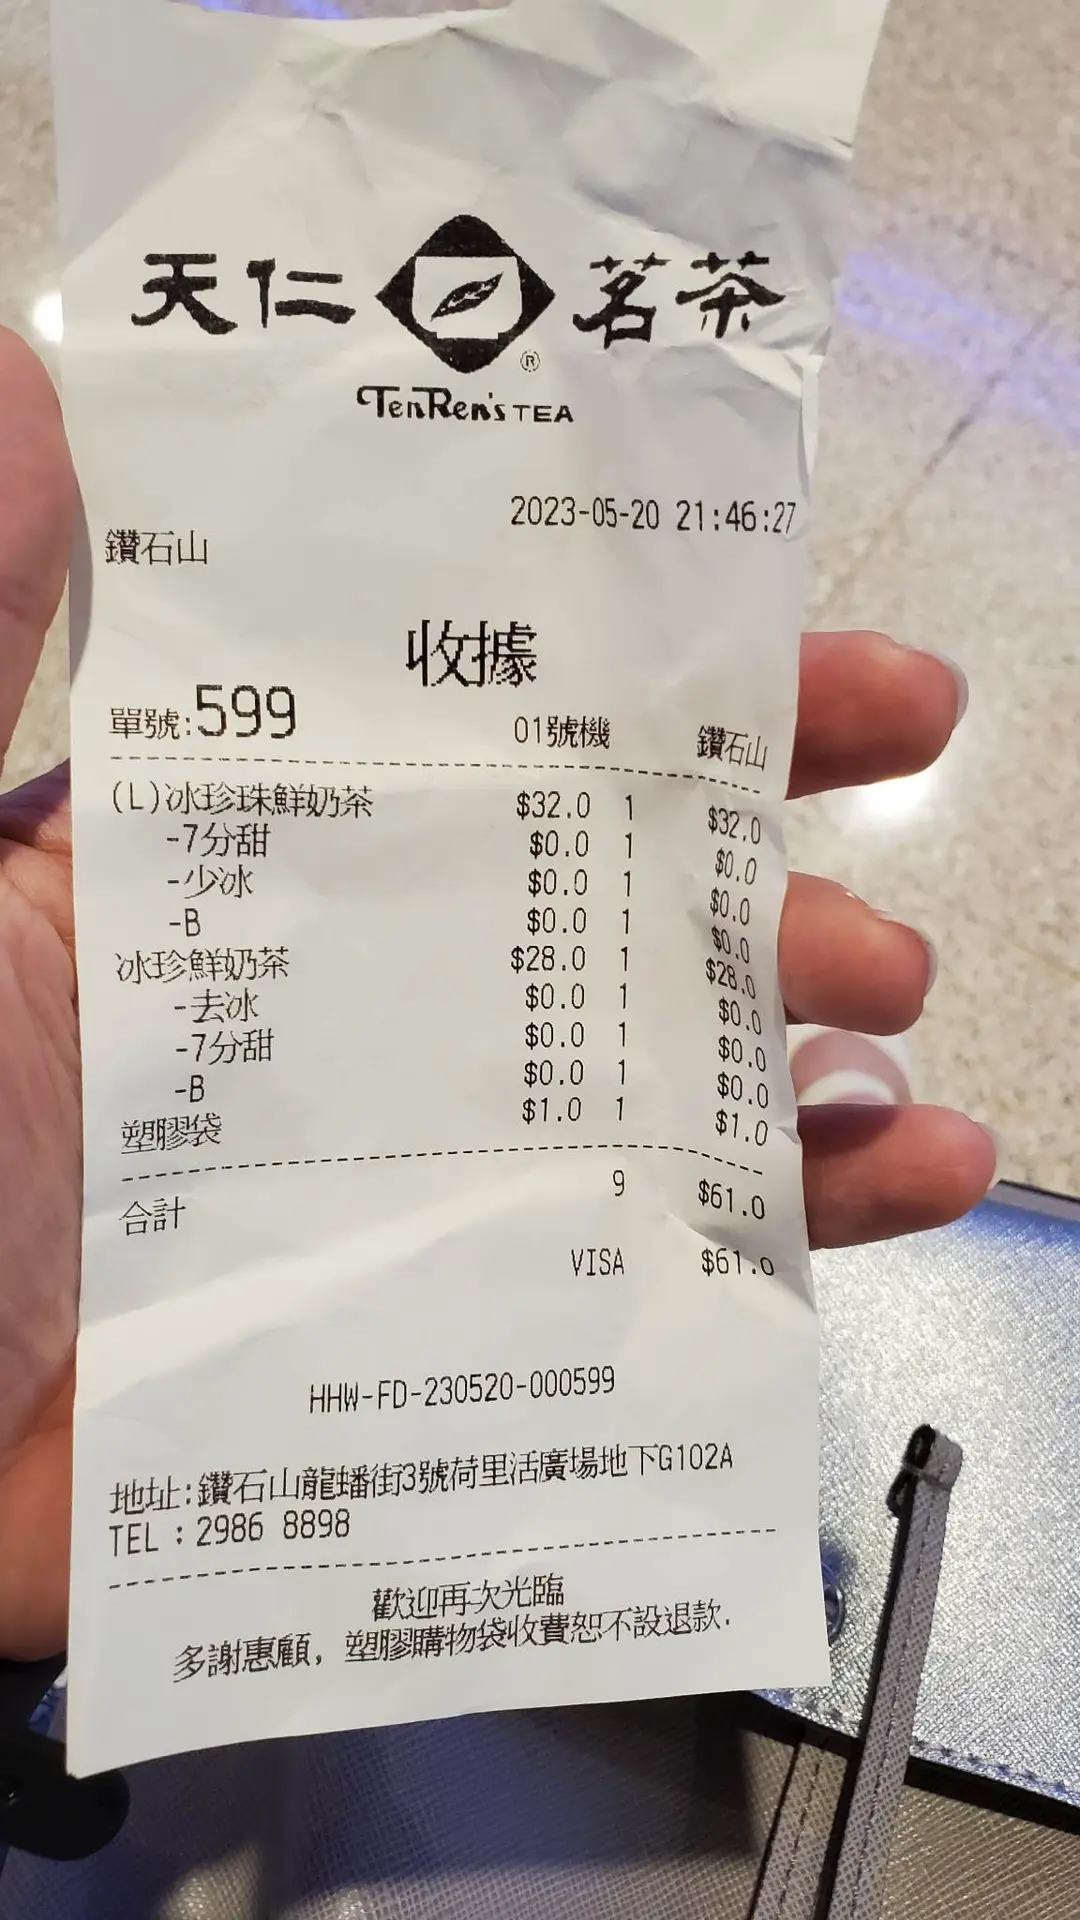 天仁茗茶
®
TenRen's TEA
2023-05-20 21:46:27
鑽石山
收據
單號:599 01號機 鑽石山
(L)冰珍珠鮮奶茶 $32.0 1 $32.0
-7分甜 $0.0 1 $0.0
-少冰 $0.0 1 $0.0
-B $0.0 1 $0.0
冰珍鮮奶茶 $28.0 1 $28.0
-去冰 $0.0 1 $0.0
-7分甜 $0.0 1 $0.0
-B $0.0 1 $0.0
塑膠袋 $1.0 1 $1.0
合計 9 $61.0
VISA $61.0
HHW-FD-230520-000599
地址:鑽石山龍蟠街3號荷里活廣場地下G102A
TEL : 2986 8898
歡迎再次光臨
多謝惠顧, 塑膠購物袋收費恕不設退款.